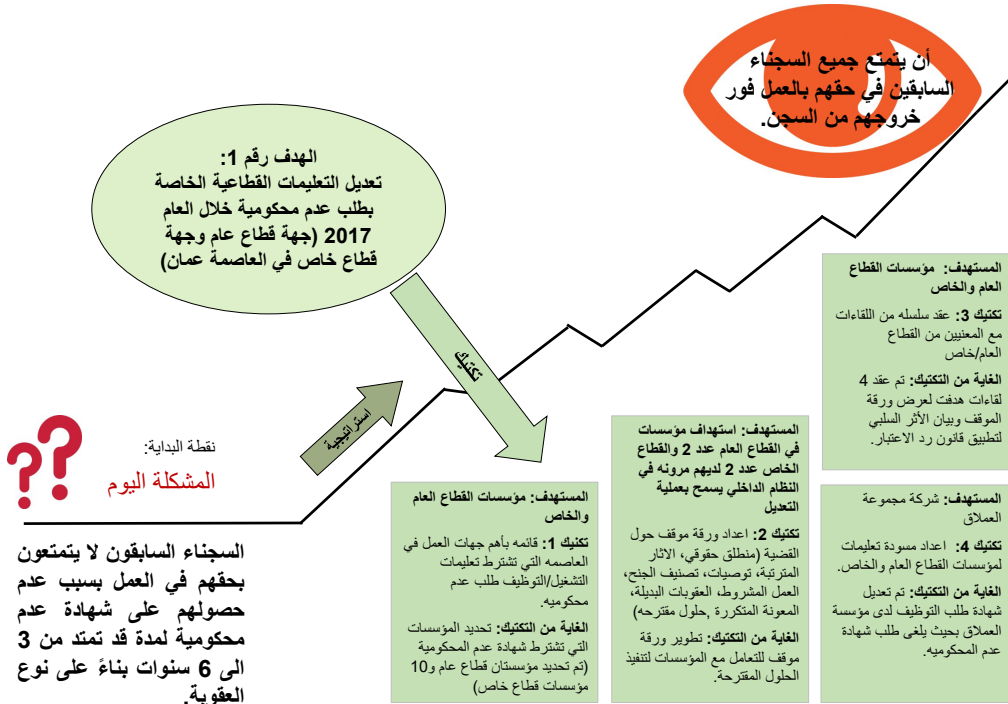 أن يتمتع جميع السجناء
السابقين في حقهم بالعمل فور
خروجهم من السجن.
الهدف رقم 1:
تعديل التعليمات القطاعية الخاصة
بطلب عدم محكومية خلال العام
2017 (جهة قطاع عام وجهة
قطاع خاص في العاصمة عمان)
تكتيك
استراتيجية
??
نقطة البداية:
المشكلة اليوم
السجناء السابقون لا يتمتعون
بحقهم في العمل بسبب عدم
حصولهم على شهادة عدم
محكومية لمدة قد تمتد من 3
الى 6 سنوات بناءً على نوع
العقوبة.
المستهدف: مؤسسات القطاع العام
والخاص
تكتيك 1: قائمه بأهم جهات العمل في
العاصمه التي تشترط تعليمات
التشغيل/التوظيف طلب عدم
محكوميه.
الغاية من التكتيك: تحديد المؤسسات
التي تشترط شهادة عدم المحكومية
(تم تحديد مؤسستان قطاع عام و10
مؤسسات قطاع خاص)
المستهدف: استهداف مؤسسات
في القطاع العام عدد 2 والقطاع
الخاص عدد 2 لديهم مرونه في
النظام الداخلي يسمح بعملية
التعديل
تكتيك 2: اعداد ورقة موقف حول
القضية (منطلق حقوقي، الاثار
المترتبة، توصيات، تصنيف الجنح،
العمل المشروط، العقوبات البديلة،
المعونة المتكررة ,حلول مقترحه)
الغاية من التكتيك: تطوير ورقة
موقف للتعامل مع المؤسسات لتنفيذ
الحلول المقترحة.
المستهدف: مؤسسات القطاع
العام والخاص
تكتيك 3: عقد سلسله من اللقاءات
مع المعنيين من القطاع
العام/خاص
الغاية من التكتيك: تم عقد 4
لقاءات هدفت لعرض ورقة
الموقف وبيان الأثر السلبي
لتطبيق قانون رد الاعتبار.
المستهدف: شركة مجموعة
العملاق
تكتيك 4: اعداد مسودة تعليمات
لمؤسسات القطاع العام والخاص.
الغاية من التكتيك: تم تعديل
شهادة طلب التوظيف لدى مؤسسة
العملاق بحيث يلغى طلب شهادة
عدم المحكوميه.